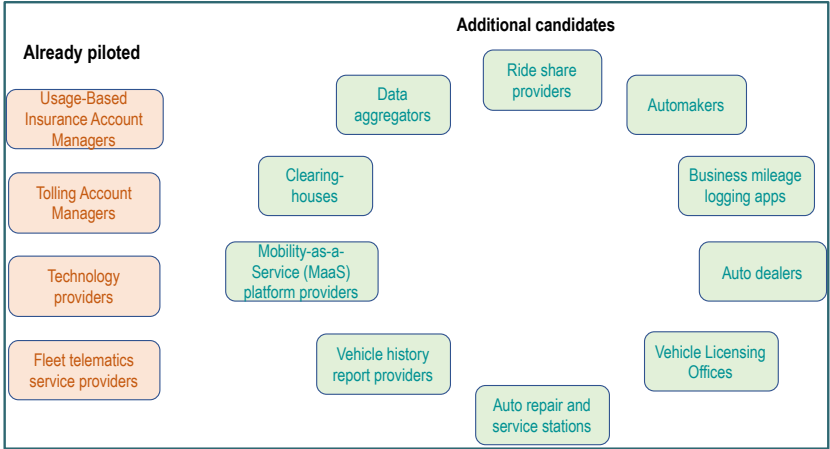 Additional candidates
Already piloted
Usage-Based
Insurance Account
Managers
Tolling Account
Managers
Technology
providers
Fleet telematics
service providers
Ride share
providers
Data
aggregators
Automakers
Clearing-
houses
Business mileage
logging apps
Mobility-as-a-
Service (MaaS)
platform providers
Auto dealers
Vehicle history
report providers
Vehicle Licensing
Offices
Auto repair and
service stations